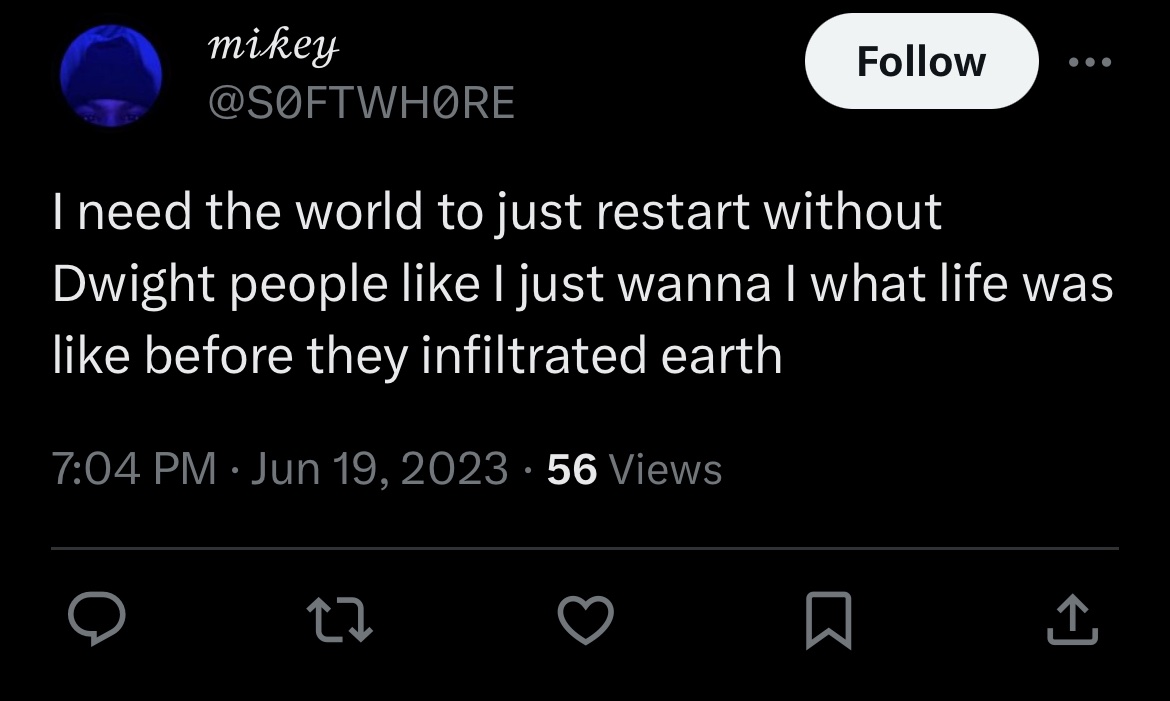 mikey
@SØFTWHØRE
Follow
I need the world to just restart without
Dwight people like I just wanna I what life was
like before they infiltrated earth
7:04 PM · Jun 19, 2023 · 56 Views